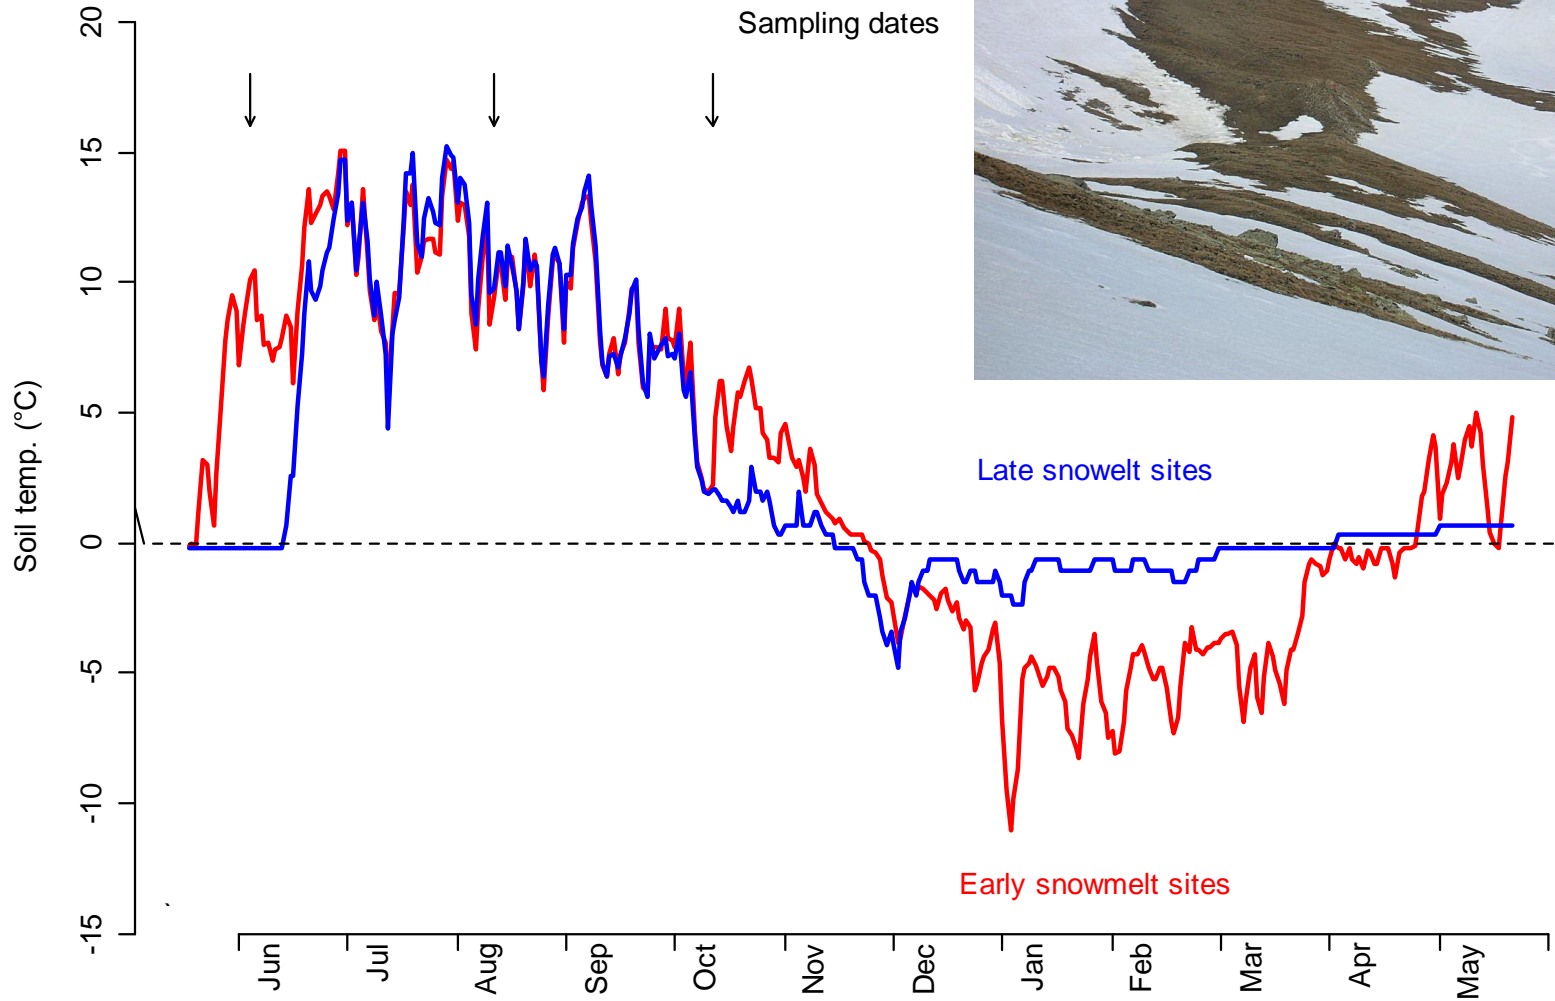 Sampling dates
20
15
10
5
0
-5
-10
-15
Soil temp. (°C)
Late snowelt sites
Early snowmelt sites
Jun
Jul
Aug
Sep
Oct
Nov
Dec
Jan
Feb
Mar
Apr
May